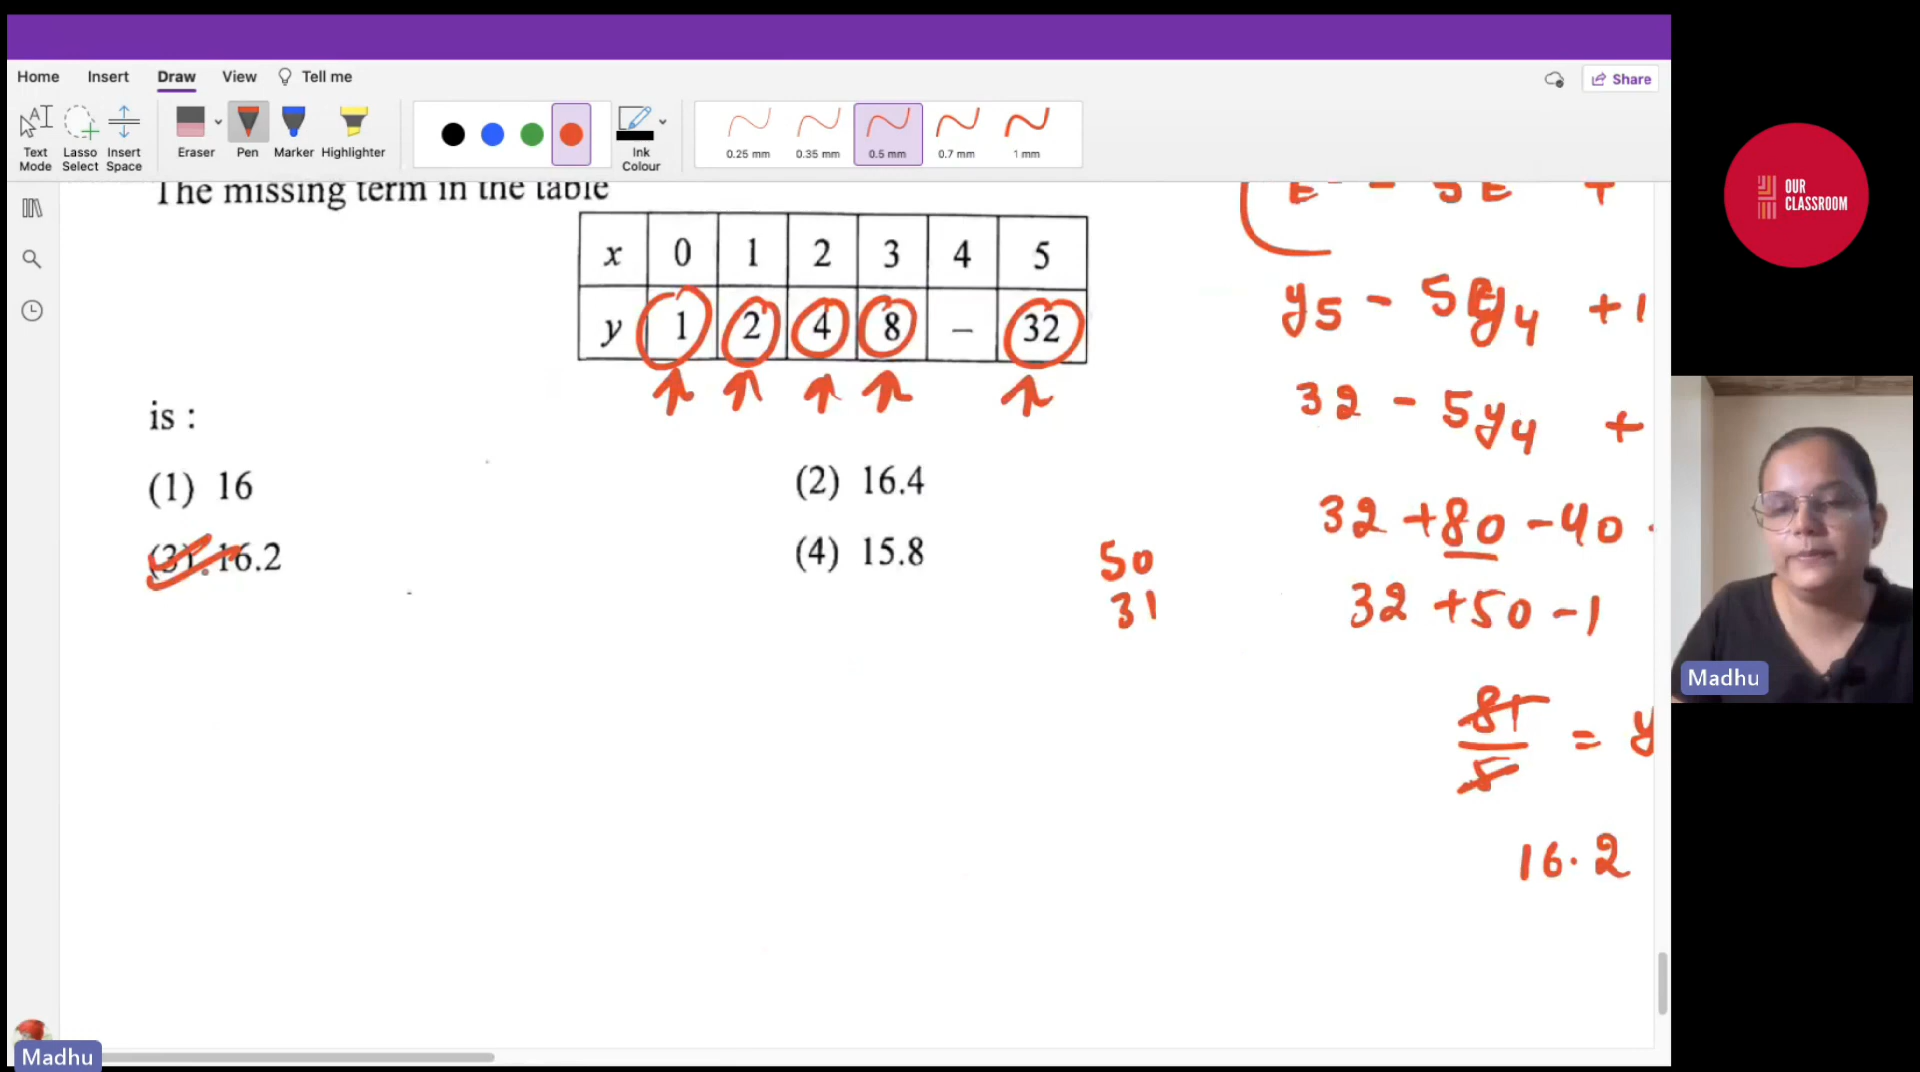 Home Insert Draw View Tell me
Share
Text Mode
Lasso Select
Insert Space
Eraser
Pen
Marker
Highlighter
Ink Colour
0.25 mm 0.35 mm 0.5 mm 0.7 mm 1 mm
OUR CLASSROOM
The missing term in the table
x 0 1 2 3 4 5
y 1 2 4 8 – 32
is :
(1) 16
(2) 16.4
(3) 16.2
(4) 15.8
50
31
- 5E +
y5 - 5y4 + 1
32 - 5y4 +
32 + 80 - 40
32 + 50 - 1
81/5 = y
16.2
Madhu
Madhu